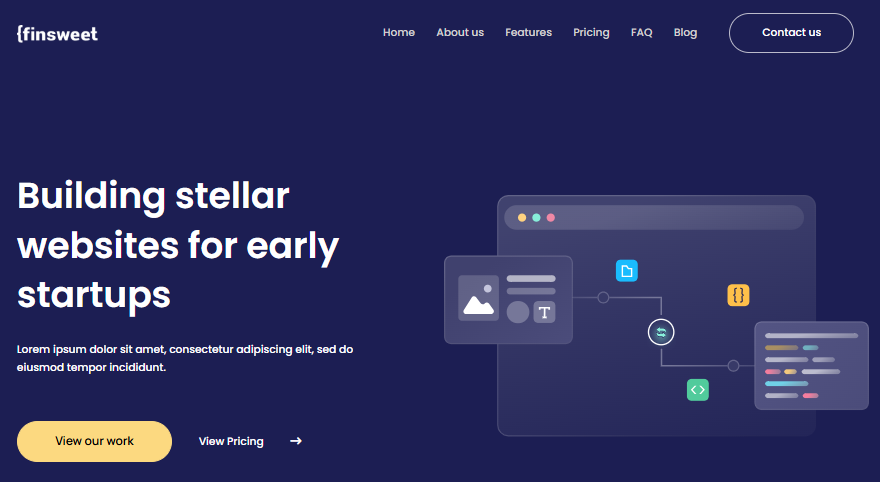 {finsweet
Home About us Features Pricing FAQ Blog Contact us
Building stellar
websites for early
startups
Lorem ipsum dolor sit amet, consectetur adipiscing elit, sed do
eiusmod tempor incididunt.
View our work View Pricing →
T
{ }
< >